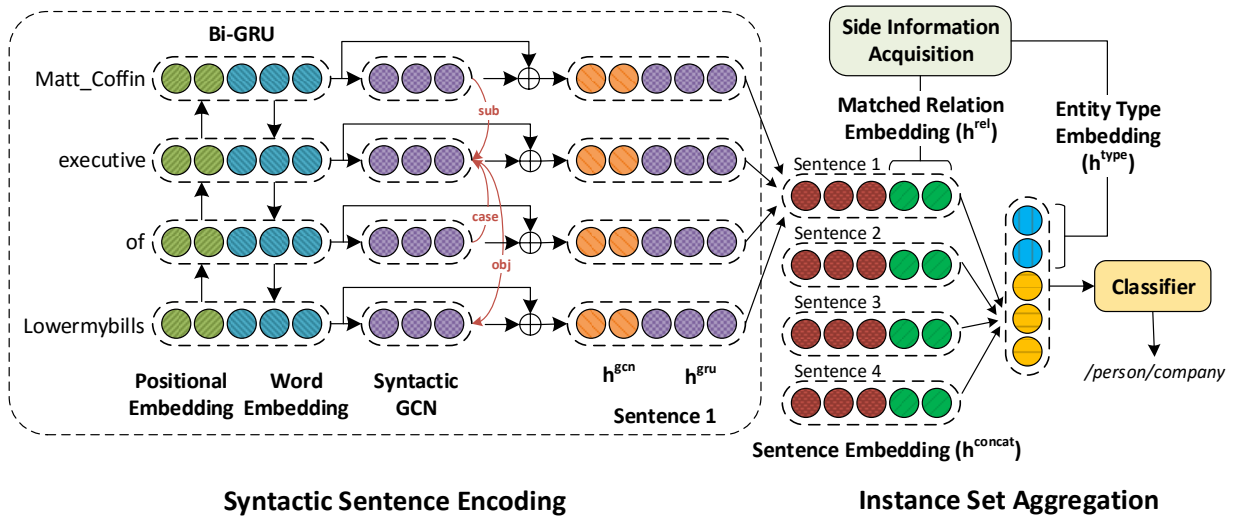 Bi-GRU
Matt_Coffin
executive
of
Lowermybills
sub
case
obj
Positional
Embedding
Word
Embedding
Syntactic
GCN
h^gcn
h^gru
Sentence 1
Side Information
Acquisition
Matched Relation
Embedding (h^rel)
Entity Type
Embedding
(h^type)
Sentence 1
Sentence 2
Sentence 3
Sentence 4
Sentence Embedding (h^concat)
Classifier
/person/company
Syntactic Sentence Encoding
Instance Set Aggregation